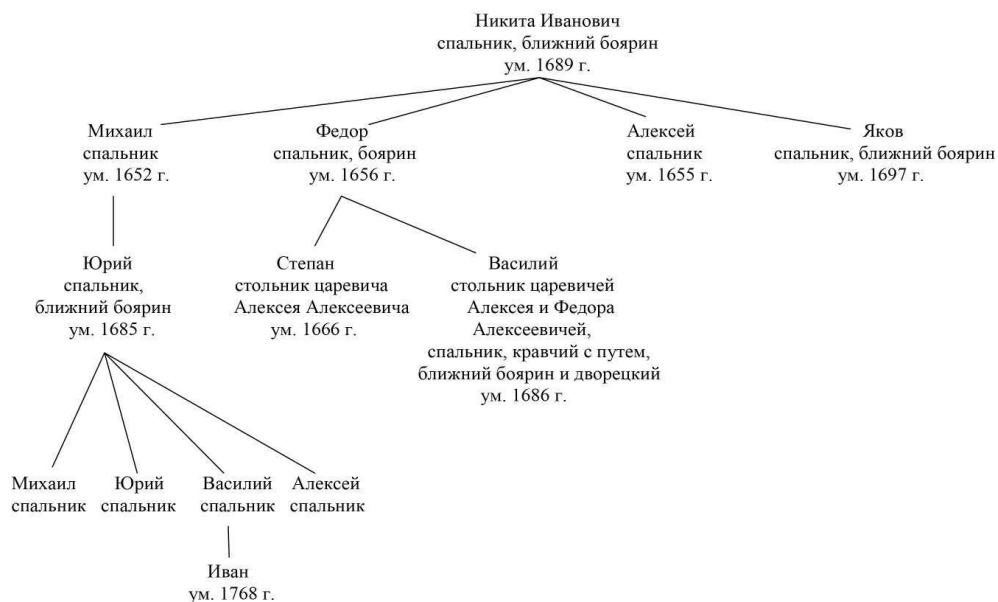 Никита Иванович
спальник, ближний боярин
ум. 1689 г.
Михаил
спальник
ум. 1652 г.
Федор
спальник, боярин
ум. 1656 г.
Алексей
спальник
ум. 1655 г.
Яков
спальник, ближний боярин
ум. 1697 г.
Юрий
спальник,
ближний боярин
ум. 1685 г.
Степан
стольник царевича
Алексея Алексеевича
ум. 1666 г.
Василий
стольник царевичей
Алексея и Федора
Алексеевичей,
спальник, кравчий с путем,
ближний боярин и дворецкий
ум. 1686 г.
Михаил
спальник
Юрий
спальник
Василий
спальник
Алексей
спальник
Иван
ум. 1768 г.